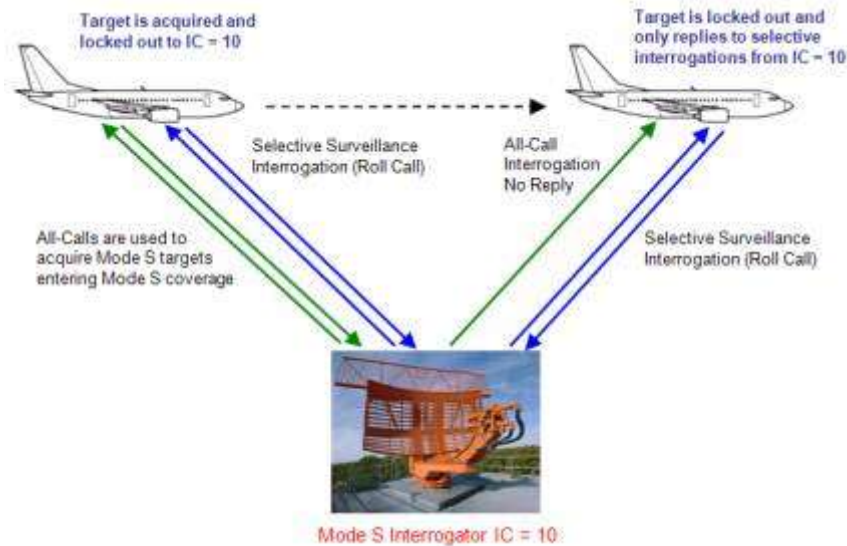 Target is acquired and
locked out to IC = 10
Target is locked out and
only replies to selective
interrogations from IC = 10
Selective Surveillance
Interrogation (Roll Call)
All-Call
Interrogation
No Reply
All-Calls are used to
acquire Mode S targets
entering Mode S coverage
Selective Surveillance
Interrogation (Roll Call)
Mode S Interrogator IC = 10